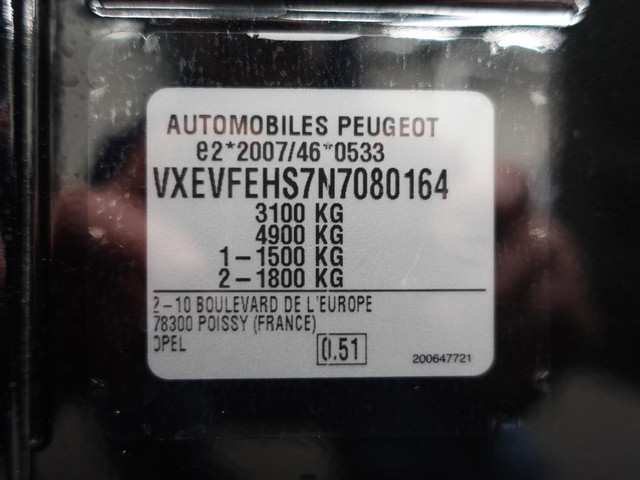 AUTOMOBILES PEUGEOT
e2*2007/46*0533
VXEVFEHS7N7080164
3100 KG
4900 KG
1-1500 KG
2-1800 KG
2-10 BOULEVARD DE L'EUROPE
78300 POISSY (FRANCE)
OPEL
0.51
200647721